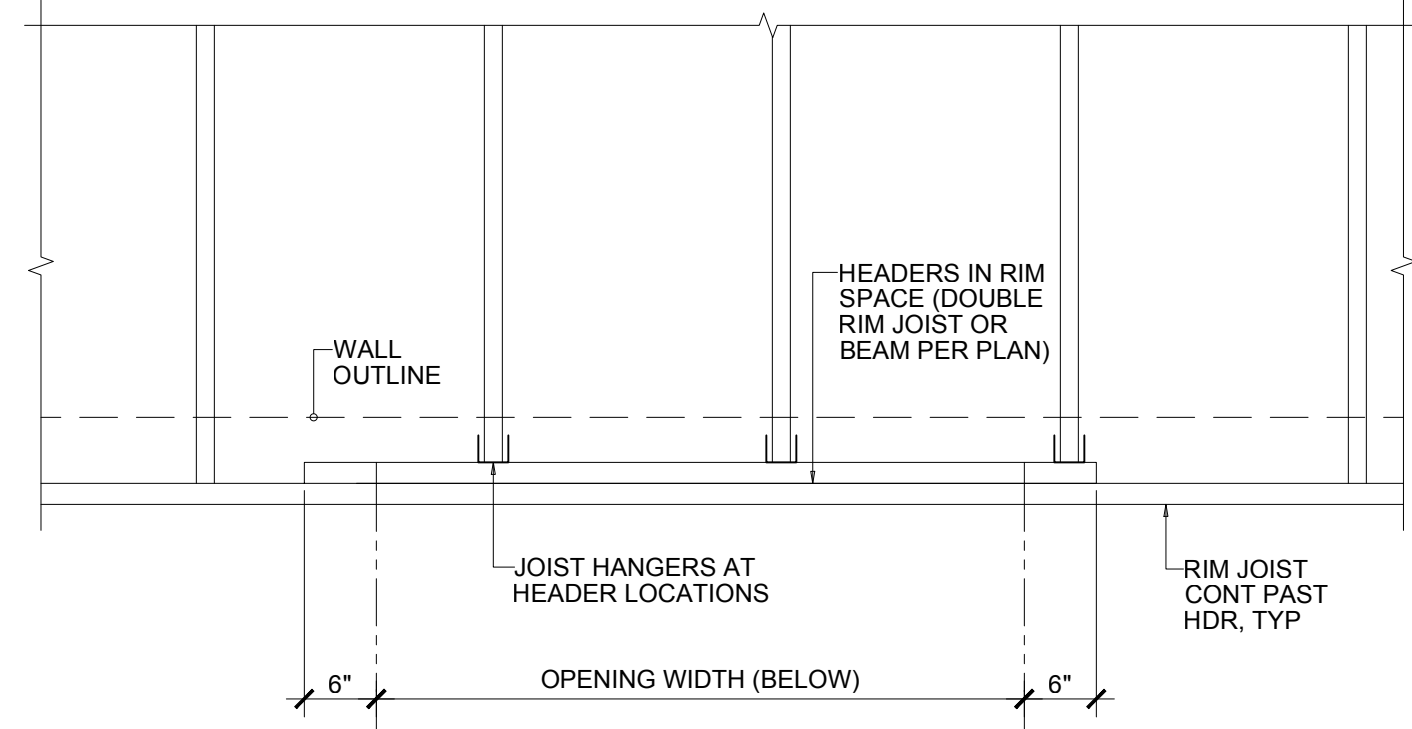 HEADERS IN RIM
SPACE (DOUBLE
RIM JOIST OR
BEAM PER PLAN)
WALL
OUTLINE
JOIST HANGERS AT
HEADER LOCATIONS
RIM JOIST
CONT PAST
HDR, TYP
6"
OPENING WIDTH (BELOW)
6"